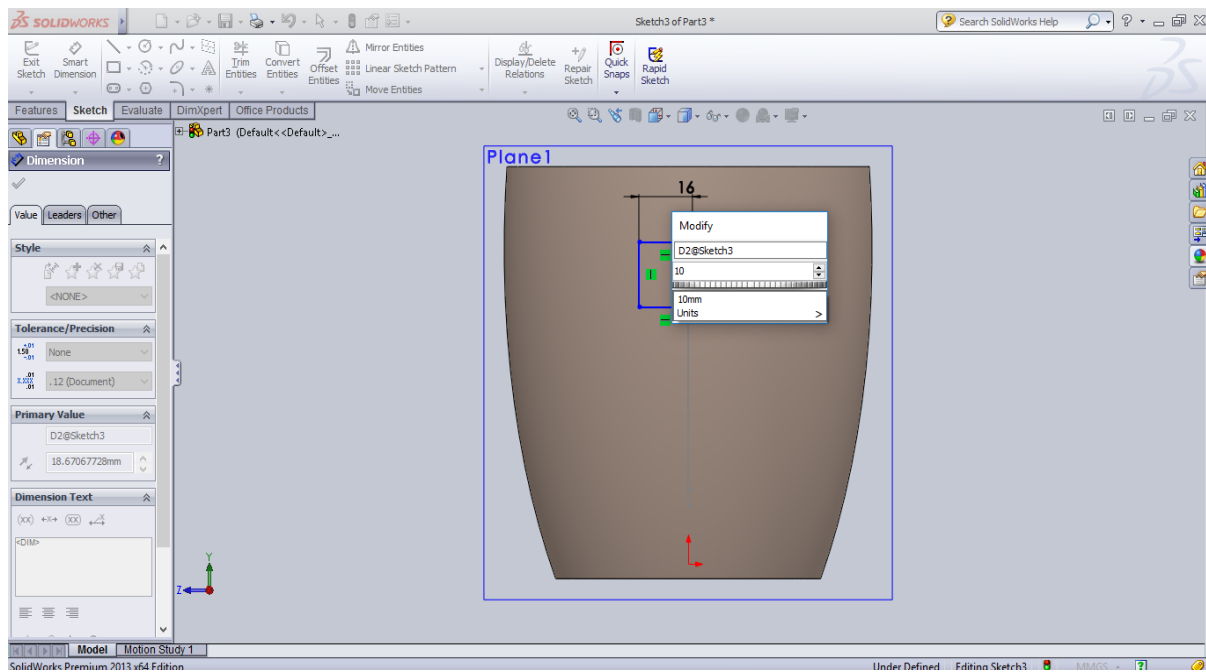 SOLIDWORKS
Sketch3 of Part3 *
Search SolidWorks Help
?
Exit Sketch
Smart Dimension
Trim Entities
Convert Entities
Offset Entities
Mirror Entities
Linear Sketch Pattern
Move Entities
Display/Delete Relations
Repair Sketch
Quick Snaps
Rapid Sketch
Features
Sketch
Evaluate
DimXpert
Office Products
Part3 (Default<<Default>_...
Dimension
?
Value
Leaders
Other
Style
<NONE>
Tolerance/Precision
None
.12 (Document)
Primary Value
D2@Sketch3
18.67067728mm
Dimension Text
(xx)
<DIM>
Plane1
16
Modify
D2@Sketch3
10
10mm
Units >
Y
Z
Model
Motion Study 1
SolidWorks Premium 2013 x64 Edition
Under Defined
Editing Sketch3
MMGS
?